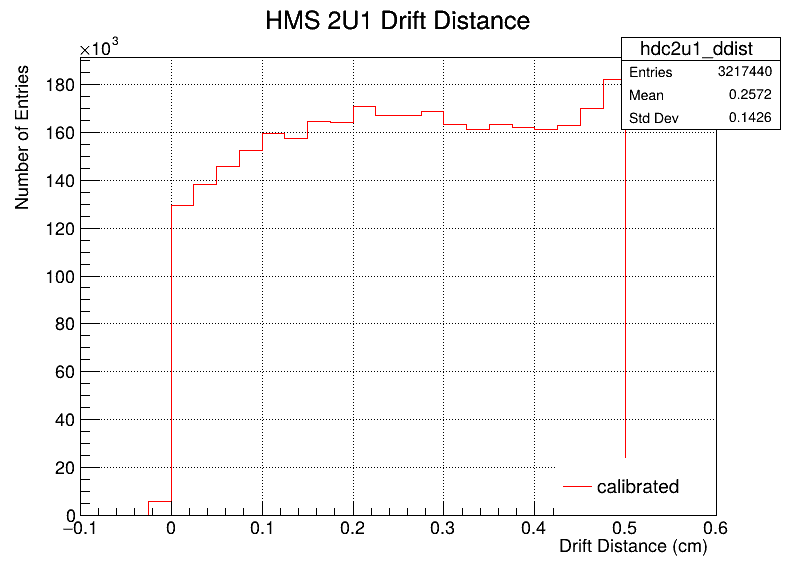 HMS 2U1 Drift Distance
×10³
hdc2u1_ddist
Entries 3217440
Mean 0.2572
Std Dev 0.1426
Number of Entries
180
160
140
120
100
80
60
40
20
0
calibrated
−0.1 0 0.1 0.2 0.3 0.4 0.5 0.6
Drift Distance (cm)